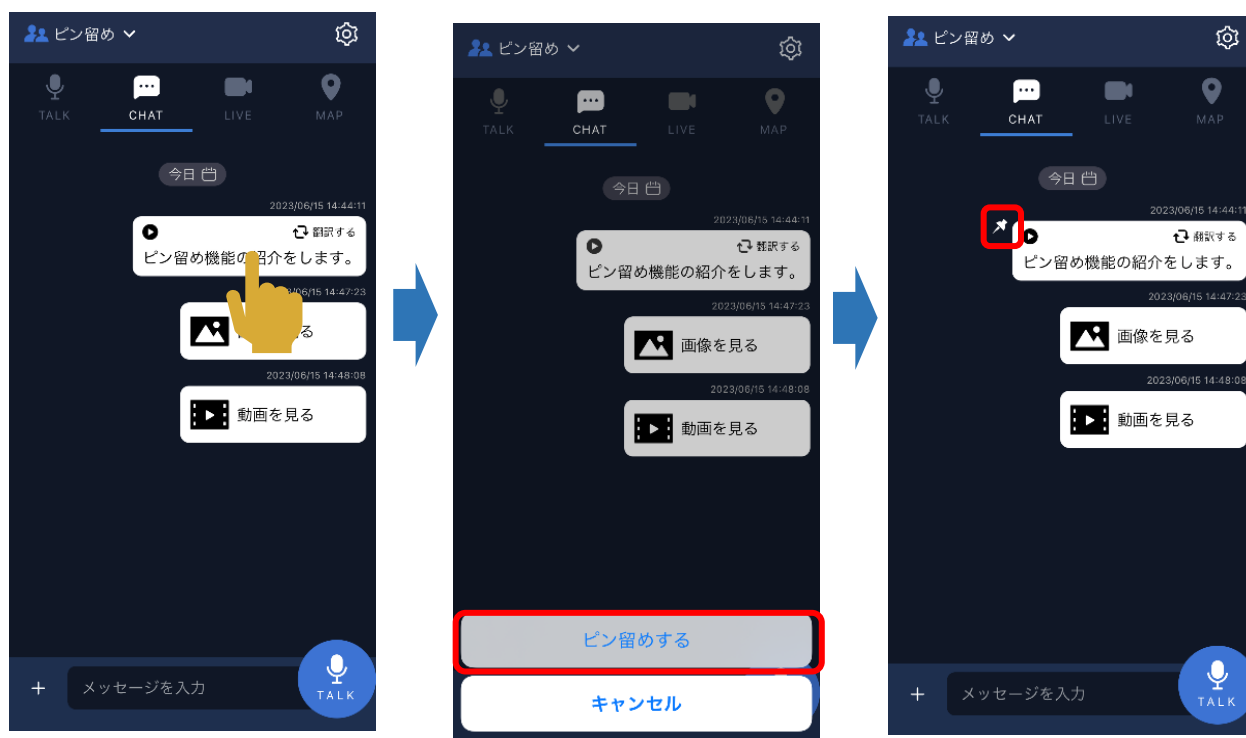 ピン留め
TALK
CHAT
LIVE
MAP
今日
2023/06/15 14:44:11
翻訳する
ピン留め機能の紹介をします。
/06/15 14:47:23
る
2023/06/15 14:48:08
動画を見る
+ メッセージを入力
TALK
ピン留め
TALK
CHAT
LIVE
MAP
今日
2023/06/15 14:44:11
翻訳する
ピン留め機能の紹介をします。
2023/06/15 14:47:23
画像を見る
2023/06/15 14:48:08
動画を見る
ピン留めする
キャンセル
ピン留め
TALK
CHAT
LIVE
MAP
今日
2023/06/15 14:44:11
翻訳する
ピン留め機能の紹介をします。
2023/06/15 14:47:23
画像を見る
2023/06/15 14:48:08
動画を見る
+ メッセージを入力
TALK